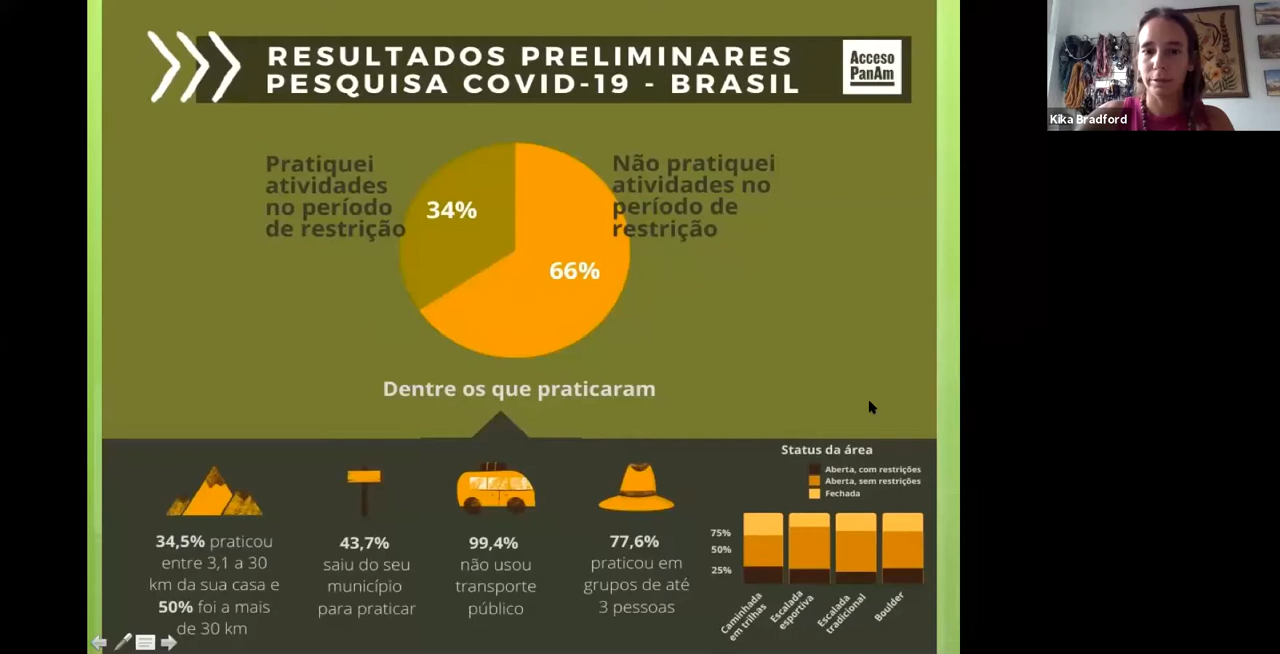 RESULTADOS PRELIMINARES
PESQUISA COVID-19 - BRASIL
Acceso
PanAm
Kika Bradford
Pratiquei
atividades
no período
de restrição
34%
66%
Não pratiquei
atividades no
período de
restrição
Dentre os que praticaram
34,5% praticou
entre 3,1 a 30
km da sua casa e
50% foi a mais
de 30 km
43,7%
saiu do seu
município
para praticar
99,4%
não usou
transporte
público
77,6%
praticou em
grupos de até
3 pessoas
Status da área
Aberta, com restrições
Aberta, sem restrições
Fechada
75%
50%
25%
Caminhada
em trilhas
Escalada
esportiva
Escalada
tradicional
Boulder